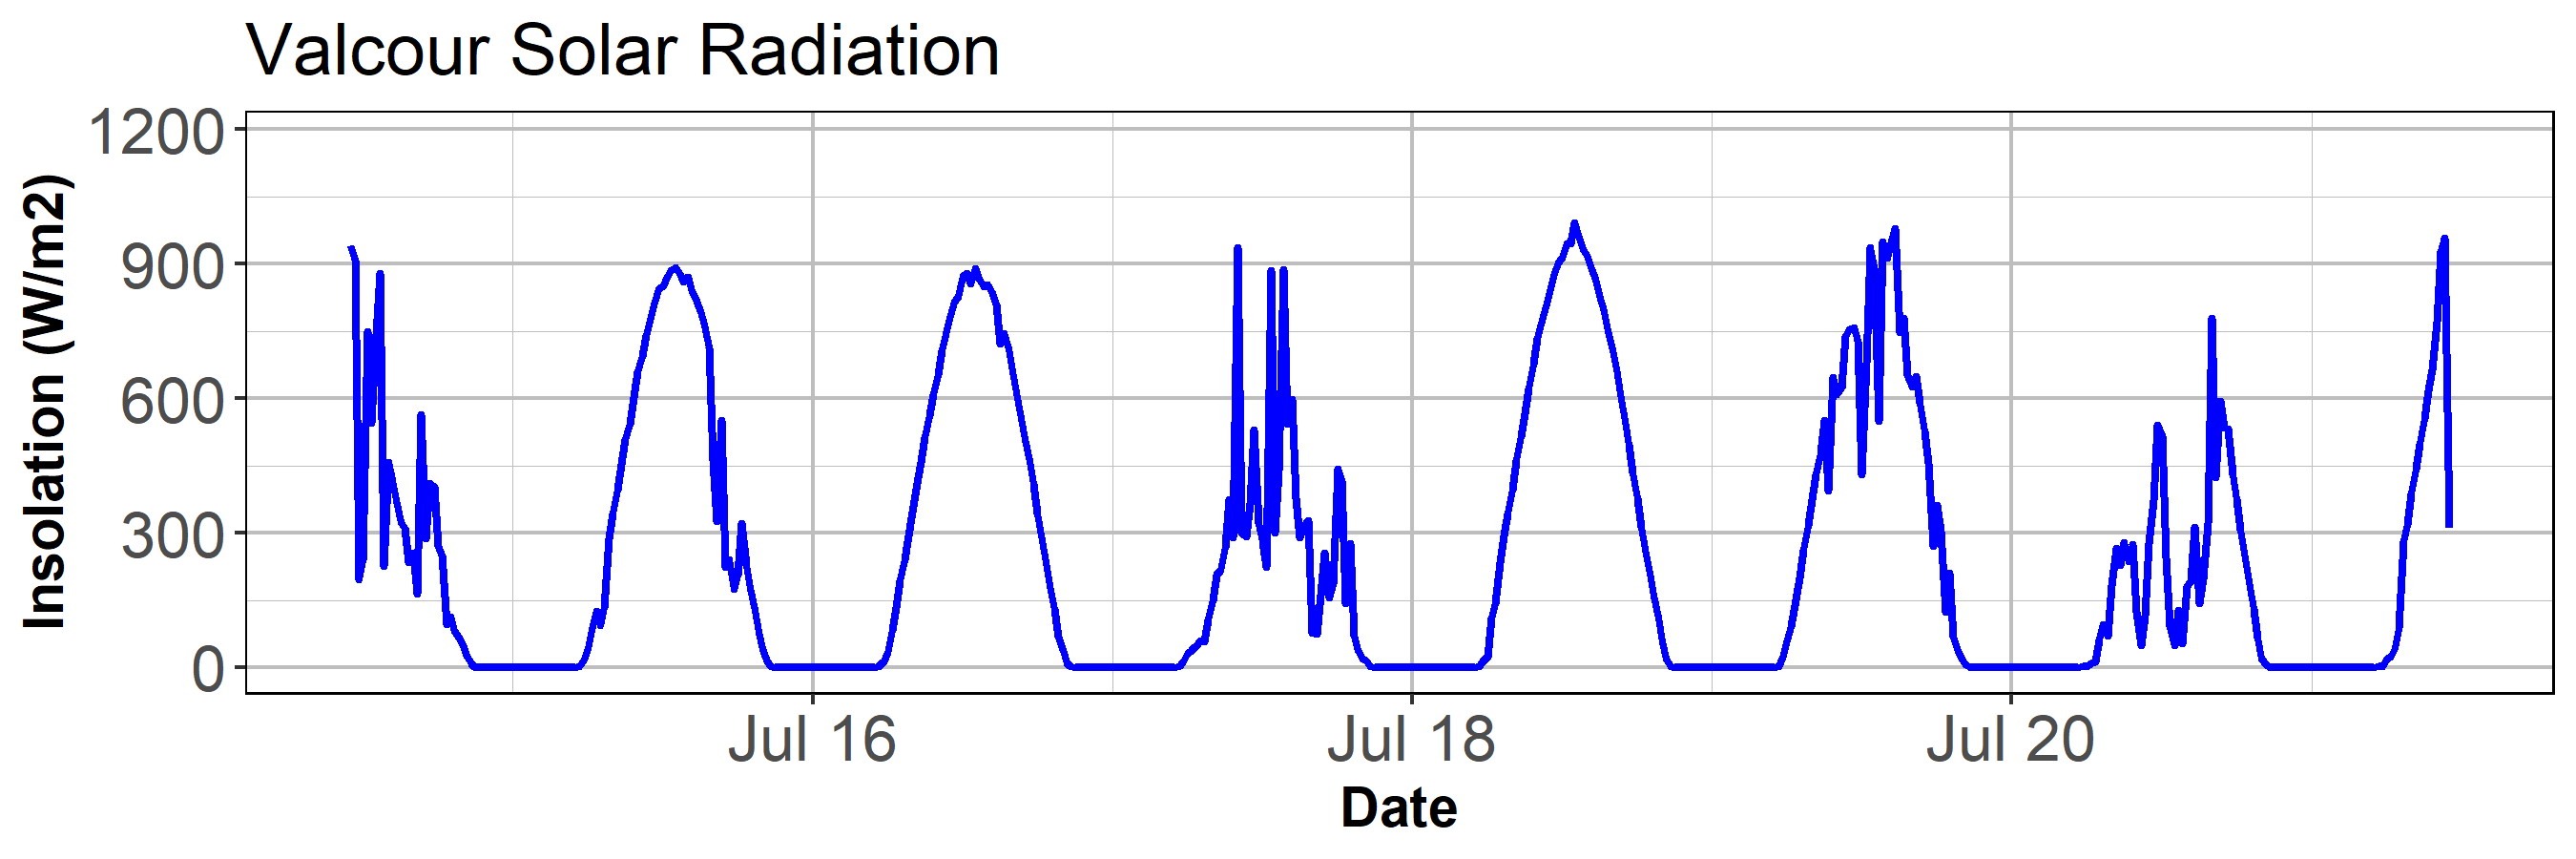 Valcour Solar Radiation
Insolation (W/m2)
1200
900
600
300
0
Jul 16
Jul 18
Jul 20
Date